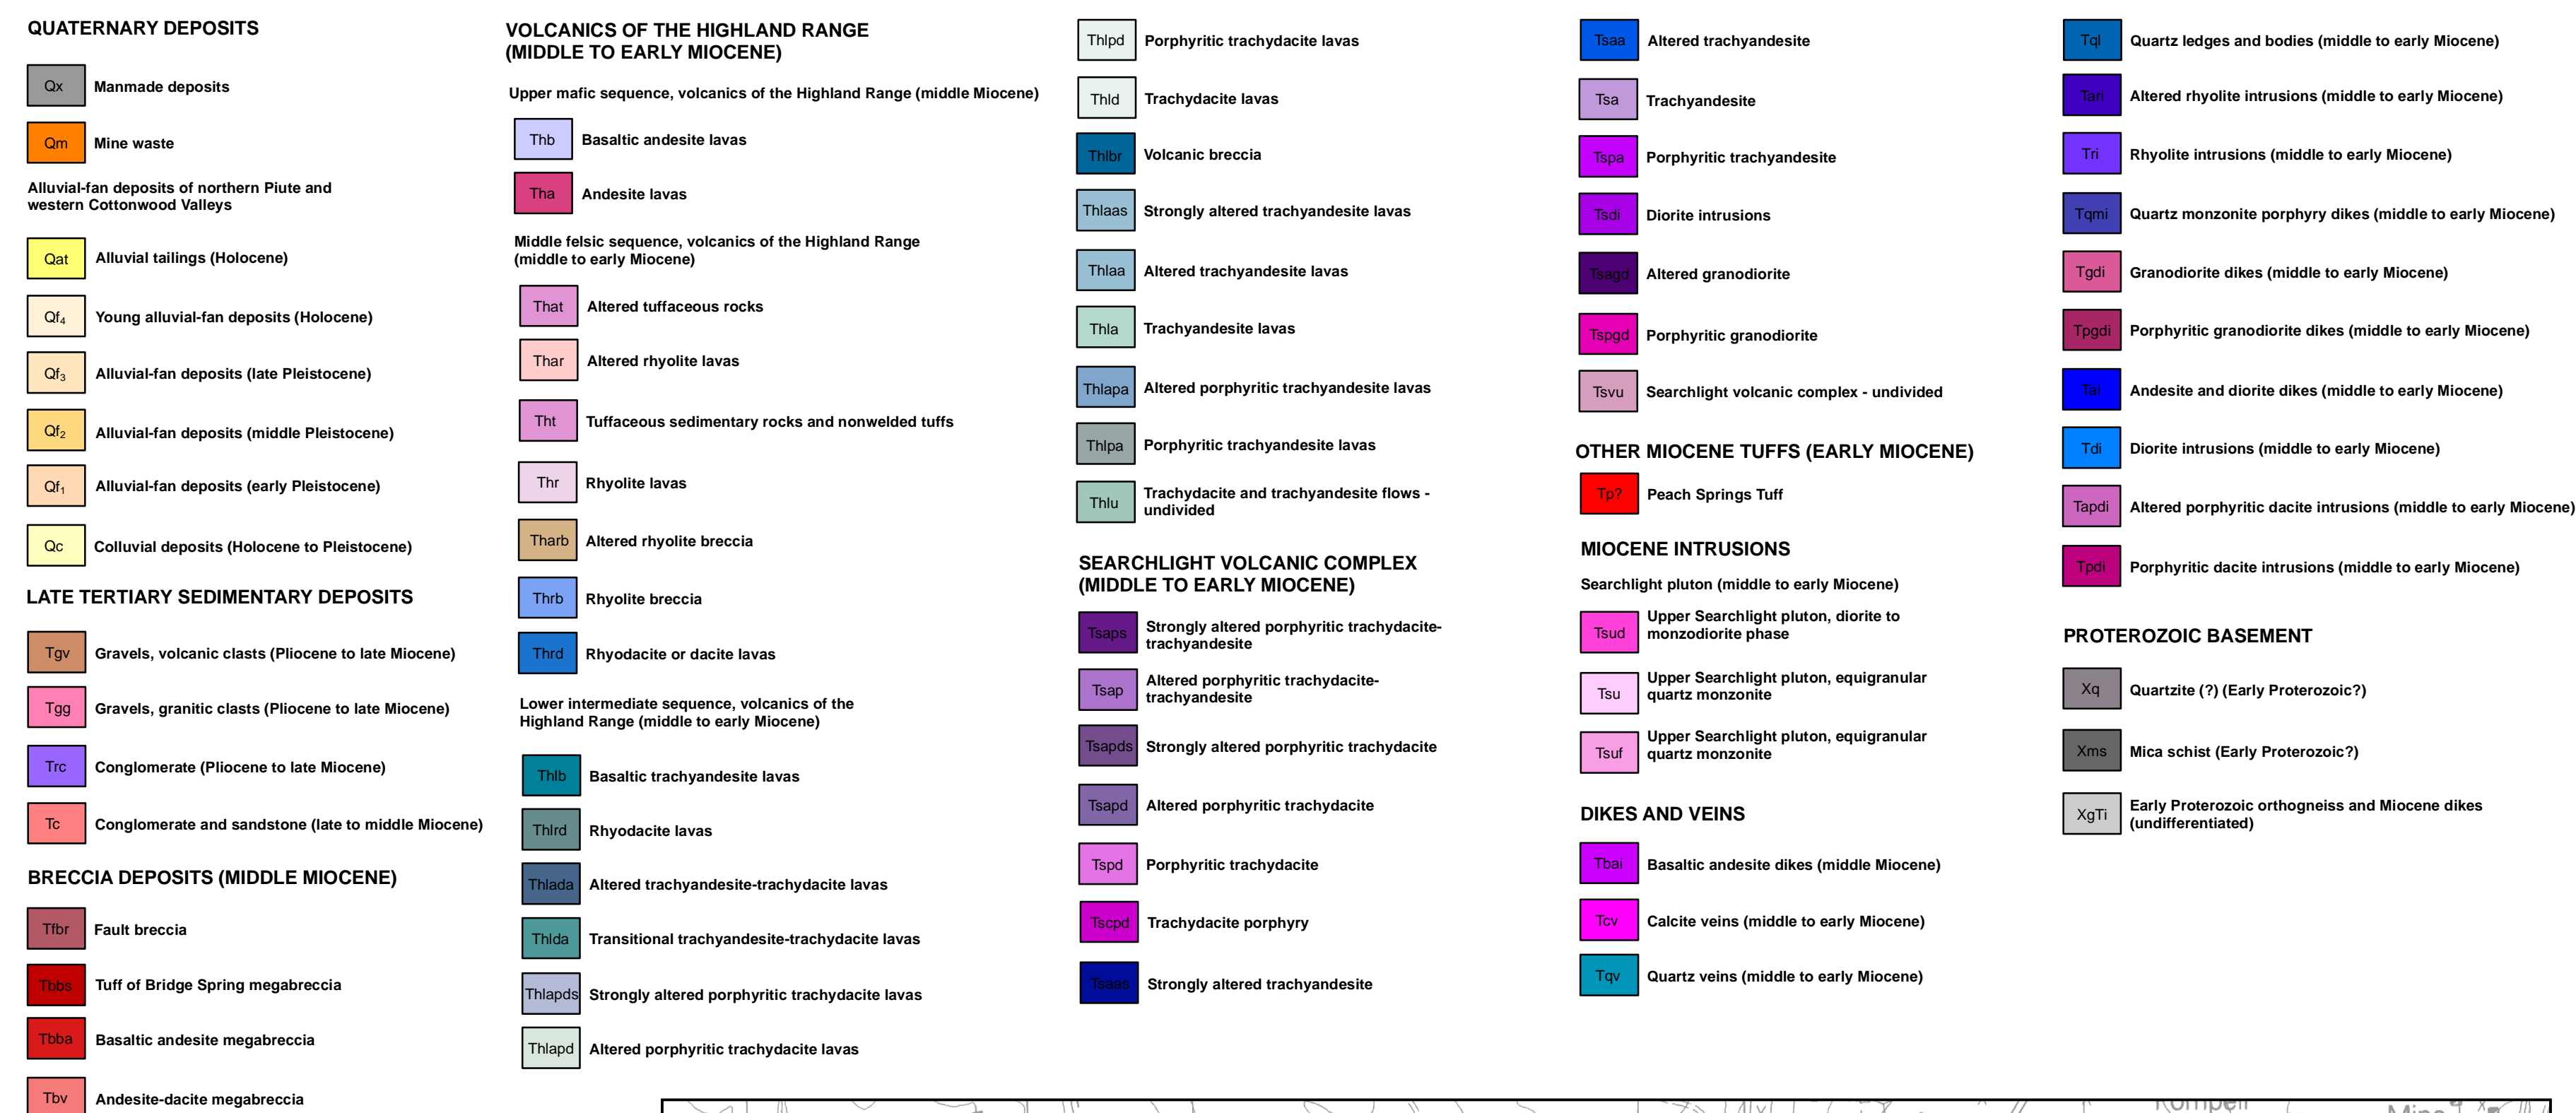 QUATERNARY DEPOSITS
Qx Manmade deposits
Qm Mine waste
Alluvial-fan deposits of northern Piute and
western Cottonwood Valleys
Qat Alluvial tailings (Holocene)
Qf4 Young alluvial-fan deposits (Holocene)
Qf3 Alluvial-fan deposits (late Pleistocene)
Qf2 Alluvial-fan deposits (middle Pleistocene)
Qf1 Alluvial-fan deposits (early Pleistocene)
Qc Colluvial deposits (Holocene to Pleistocene)
LATE TERTIARY SEDIMENTARY DEPOSITS
Tgv Gravels, volcanic clasts (Pliocene to late Miocene)
Tgg Gravels, granitic clasts (Pliocene to late Miocene)
Trc Conglomerate (Pliocene to late Miocene)
Tc Conglomerate and sandstone (late to middle Miocene)
BRECCIA DEPOSITS (MIDDLE MIOCENE)
Tfbr Fault breccia
Tbbs Tuff of Bridge Spring megabreccia
Tbba Basaltic andesite megabreccia
Tbv Andesite-dacite megabreccia
VOLCANICS OF THE HIGHLAND RANGE
(MIDDLE TO EARLY MIOCENE)
Upper mafic sequence, volcanics of the Highland Range (middle Miocene)
Thb Basaltic andesite lavas
Tha Andesite lavas
Middle felsic sequence, volcanics of the Highland Range
(middle to early Miocene)
That Altered tuffaceous rocks
Thar Altered rhyolite lavas
Tht Tuffaceous sedimentary rocks and nonwelded tuffs
Thr Rhyolite lavas
Tharb Altered rhyolite breccia
Thrb Rhyolite breccia
Thrd Rhyodacite or dacite lavas
Lower intermediate sequence, volcanics of the
Highland Range (middle to early Miocene)
Thlb Basaltic trachyandesite lavas
Thlrd Rhyodacite lavas
Thlada Altered trachyandesite-trachydacite lavas
Thlda Transitional trachyandesite-trachydacite lavas
Thlapds Strongly altered porphyritic trachydacite lavas
Thlapd Altered porphyritic trachydacite lavas
Thlpd Porphyritic trachydacite lavas
Thld Trachydacite lavas
Thlbr Volcanic breccia
Thlaas Strongly altered trachyandesite lavas
Thlaa Altered trachyandesite lavas
Thla Trachyandesite lavas
Thlapa Altered porphyritic trachyandesite lavas
Thlpa Porphyritic trachyandesite lavas
Thlu Trachydacite and trachyandesite flows -
undivided
SEARCHLIGHT VOLCANIC COMPLEX
(MIDDLE TO EARLY MIOCENE)
Tsaps Strongly altered porphyritic trachydacite-
trachyandesite
Tsap Altered porphyritic trachydacite-
trachyandesite
Tsapds Strongly altered porphyritic trachydacite
Tsapd Altered porphyritic trachydacite
Tspd Porphyritic trachydacite
Tscpd Trachydacite porphyry
Tsaas Strongly altered trachyandesite
Tsaa Altered trachyandesite
Tsa Trachyandesite
Tspa Porphyritic trachyandesite
Tsdi Diorite intrusions
Tsagd Altered granodiorite
Tspgd Porphyritic granodiorite
Tsvu Searchlight volcanic complex - undivided
OTHER MIOCENE TUFFS (EARLY MIOCENE)
Tp? Peach Springs Tuff
MIOCENE INTRUSIONS
Searchlight pluton (middle to early Miocene)
Tsud Upper Searchlight pluton, diorite to
monzodiorite phase
Tsu Upper Searchlight pluton, equigranular
quartz monzonite
Tsuf Upper Searchlight pluton, equigranular
quartz monzonite
DIKES AND VEINS
Tbai Basaltic andesite dikes (middle Miocene)
Tcv Calcite veins (middle to early Miocene)
Tqv Quartz veins (middle to early Miocene)
Tql Quartz ledges and bodies (middle to early Miocene)
Tari Altered rhyolite intrusions (middle to early Miocene)
Tri Rhyolite intrusions (middle to early Miocene)
Tqmi Quartz monzonite porphyry dikes (middle to early Miocene)
Tgdi Granodiorite dikes (middle to early Miocene)
Tpgdi Porphyritic granodiorite dikes (middle to early Miocene)
Tai Andesite and diorite dikes (middle to early Miocene)
Tdi Diorite intrusions (middle to early Miocene)
Tapdi Altered porphyritic dacite intrusions (middle to early Miocene)
Tpdi Porphyritic dacite intrusions (middle to early Miocene)
PROTEROZOIC BASEMENT
Xq Quartzite (?) (Early Proterozoic?)
Xms Mica schist (Early Proterozoic?)
XgTi Early Proterozoic orthogneiss and Miocene dikes
(undifferentiated)